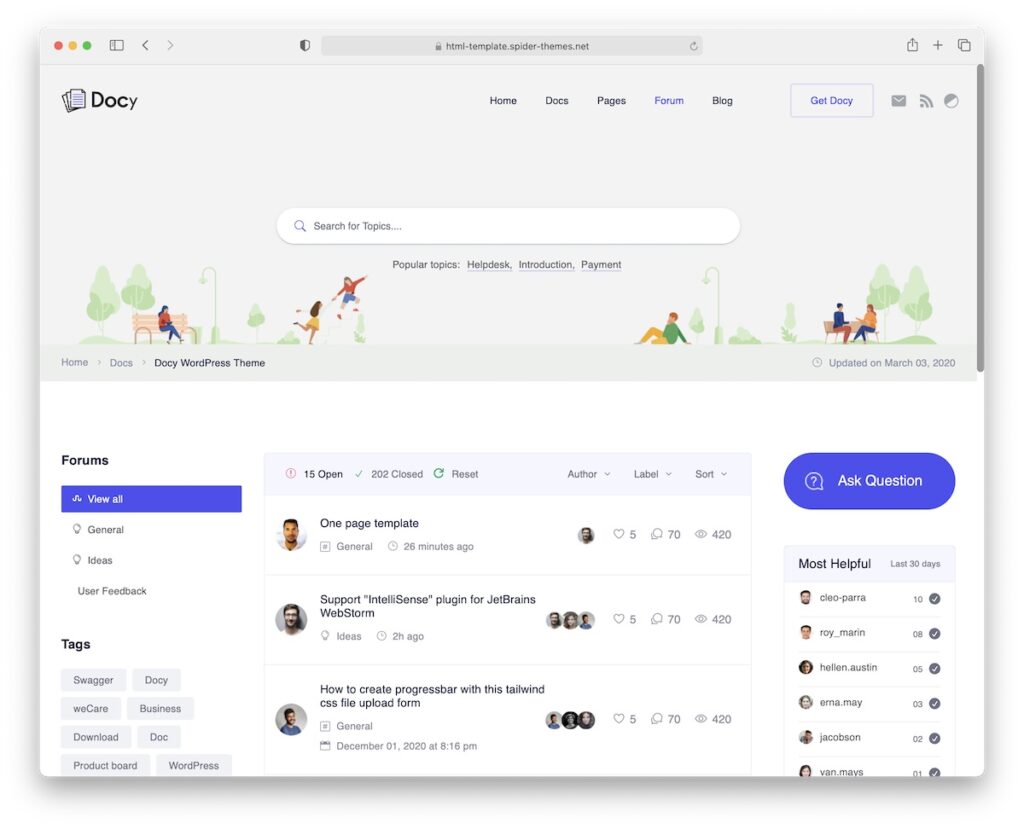 html-template.spider-themes.net
Docy
Home Docs Pages Forum Blog Get Docy
Search for Topics....
Popular topics: Helpdesk, Introduction, Payment
Home > Docs > Docy WordPress Theme
Updated on March 03, 2020
Forums
View all
General
Ideas
User Feedback
Tags
Swagger Docy
weCare Business
Download Doc
Product board WordPress
15 Open 202 Closed Reset Author Label Sort
One page template
General 26 minutes ago
5 70 420
Support "IntelliSense" plugin for JetBrains
WebStorm
Ideas 2h ago
5 70 420
How to create progressbar with this tailwind
css file upload form
General
December 01, 2020 at 8:16 pm
5 70 420
Ask Question
Most Helpful Last 30 days
cleo-parra 10
roy_marin 08
hellen.austin 05
erna.may 03
jacobson 02
van.mays 01